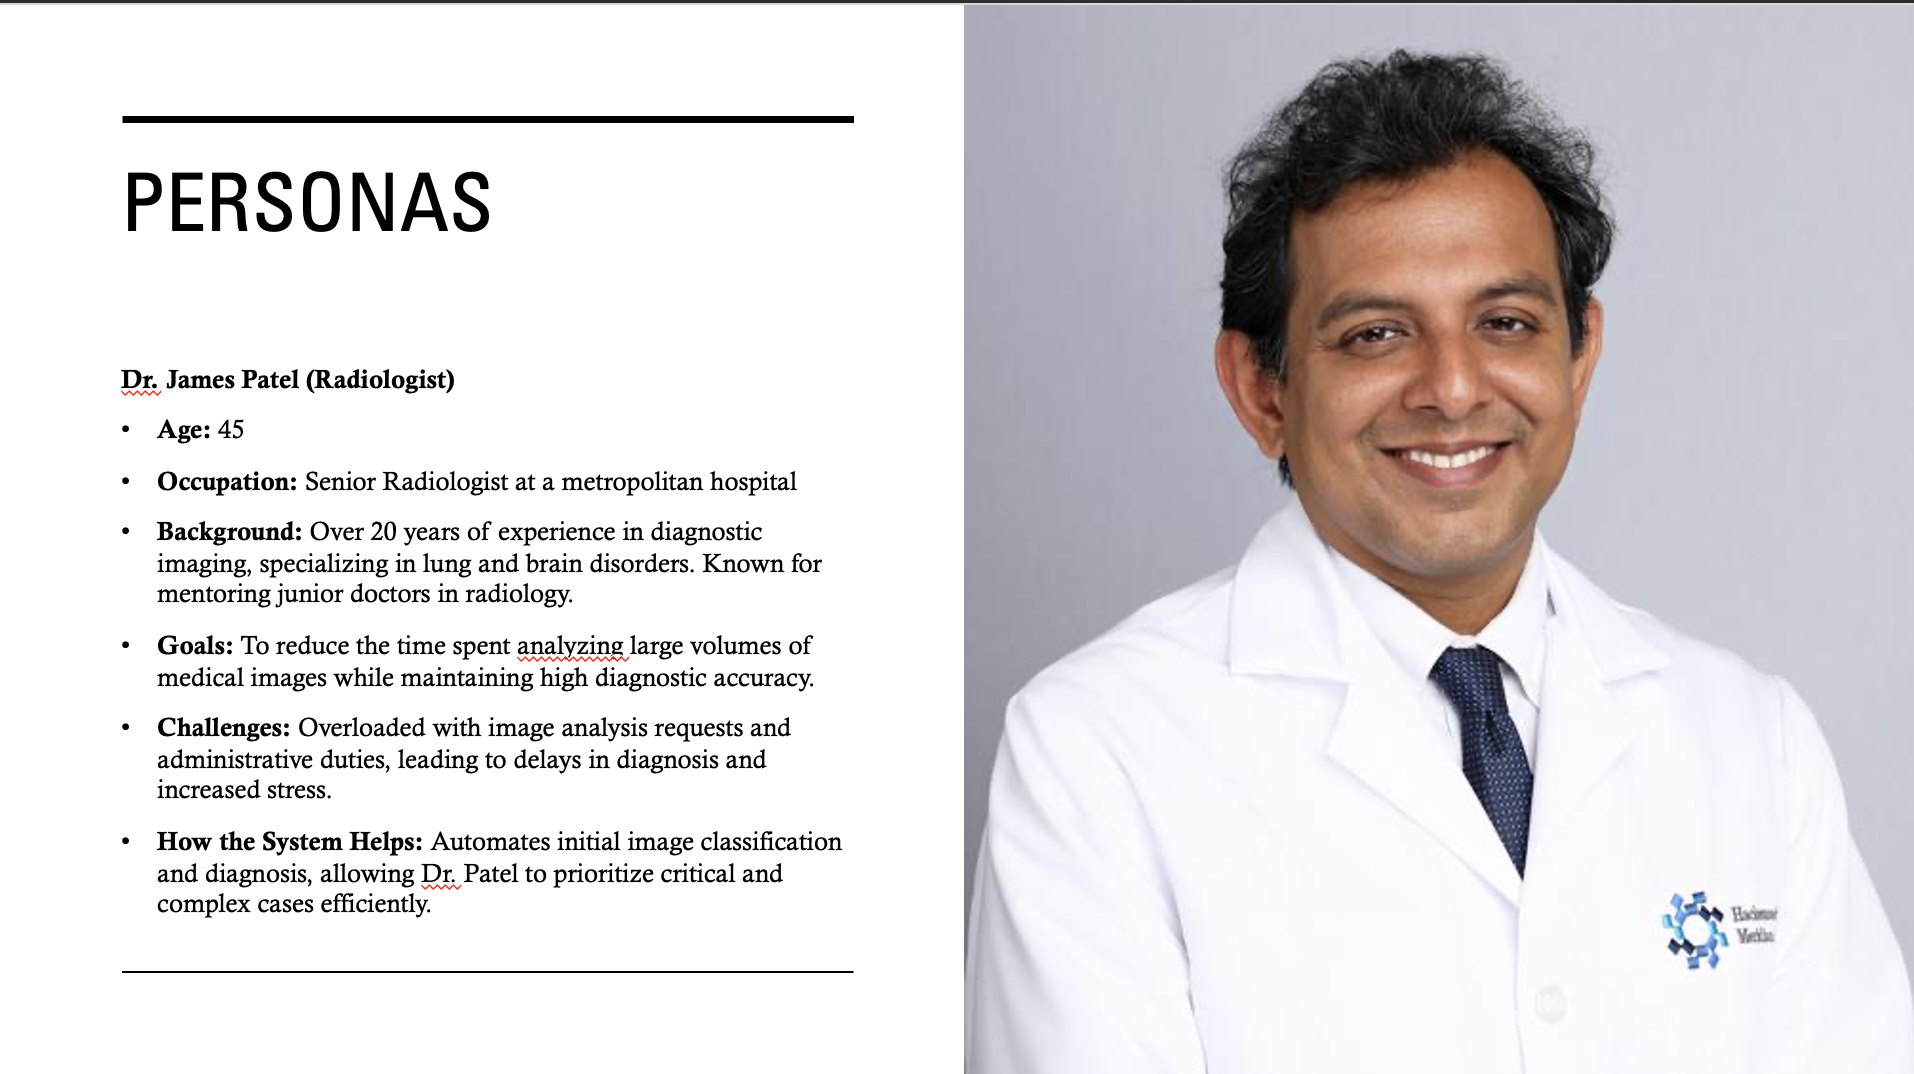 PERSONAS
Dr. James Patel (Radiologist)
• Age: 45
• Occupation: Senior Radiologist at a metropolitan hospital
• Background: Over 20 years of experience in diagnostic
imaging, specializing in lung and brain disorders. Known for
mentoring junior doctors in radiology.
• Goals: To reduce the time spent analyzing large volumes of
medical images while maintaining high diagnostic accuracy.
• Challenges: Overloaded with image analysis requests and
administrative duties, leading to delays in diagnosis and
increased stress.
• How the System Helps: Automates initial image classification
and diagnosis, allowing Dr. Patel to prioritize critical and
complex cases efficiently.